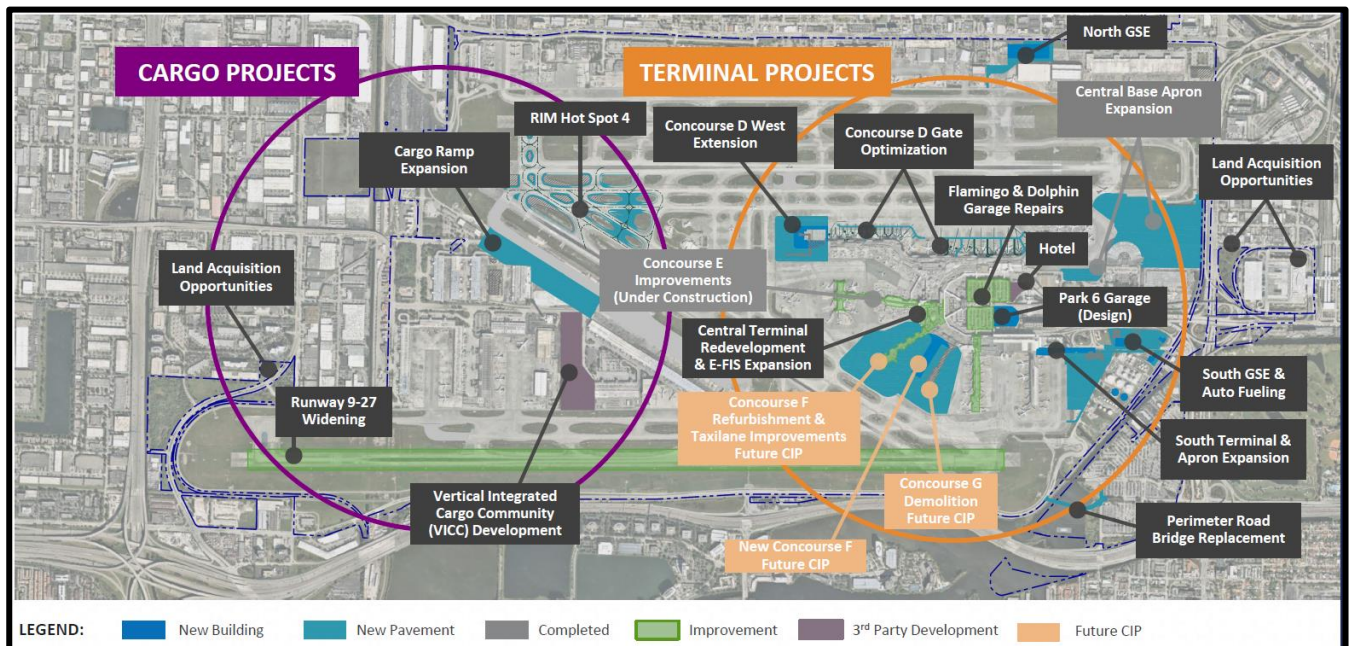 CARGO PROJECTS
TERMINAL PROJECTS
North GSE
Central Base Apron
Expansion
RIM Hot Spot 4
Concourse D West
Extension
Concourse D Gate
Optimization
Cargo Ramp
Expansion
Land Acquisition
Opportunities
Flamingo & Dolphin
Garage Repairs
Hotel
Land Acquisition
Opportunities
Concourse E
Improvements
(Under Construction)
Park 6 Garage
(Design)
Central Terminal
Redevelopment
& E-FIS Expansion
South GSE &
Auto Fueling
Runway 9-27
Widening
Concourse F
Refurbishment &
Taxilane Improvements
Future CIP
South Terminal &
Apron Expansion
Vertical Integrated
Cargo Community
(VICC) Development
Concourse G
Demolition
Future CIP
Perimeter Road
Bridge Replacement
New Concourse F
Future CIP
LEGEND:
New Building
New Pavement
Completed
Improvement
3rd Party Development
Future CIP